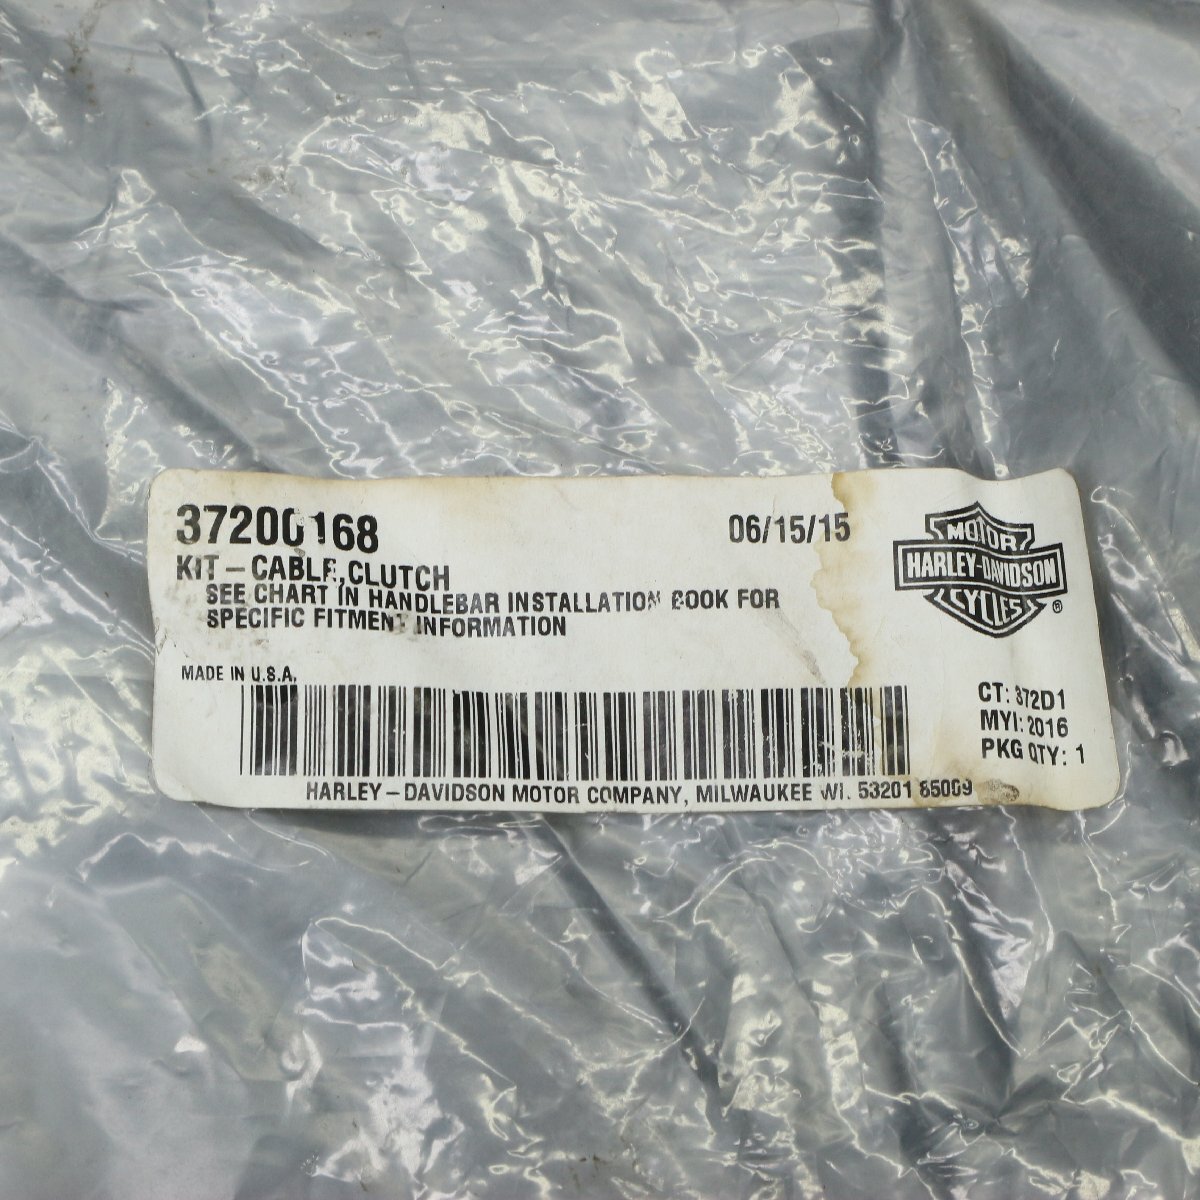 37200168
06/15/15
KIT – CABLE, CLUTCH
SEE CHART IN HANDLEBAR INSTALLATION BOOK FOR
SPECIFIC FITMENT INFORMATION
MOTOR
HARLEY-DAVIDSON
CYCLES
®
MADE IN U.S.A.
CT: 372D1
MYI: 2016
PKG QTY: 1
HARLEY – DAVIDSON MOTOR COMPANY, MILWAUKEE WI. 53201 85009